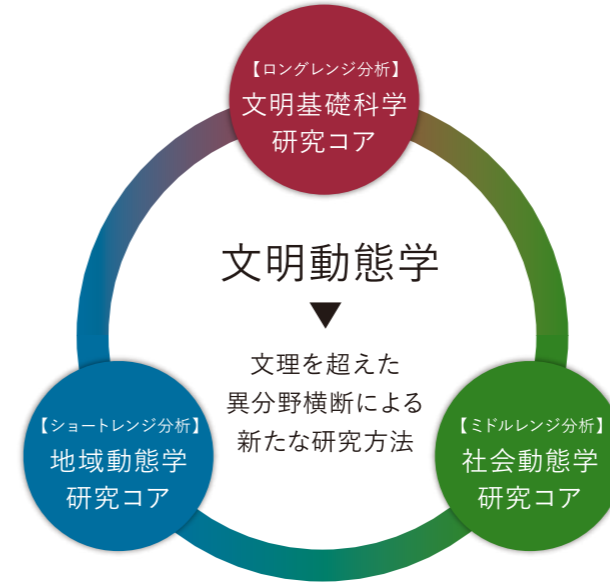 【ロングレンジ分析】
文明基礎科学
研究コア
文明動態学
▼
文理を超えた
異分野横断による
新たな研究方法
【ショートレンジ分析】
地域動態学
研究コア
【ミドルレンジ分析】
社会動態学
研究コア